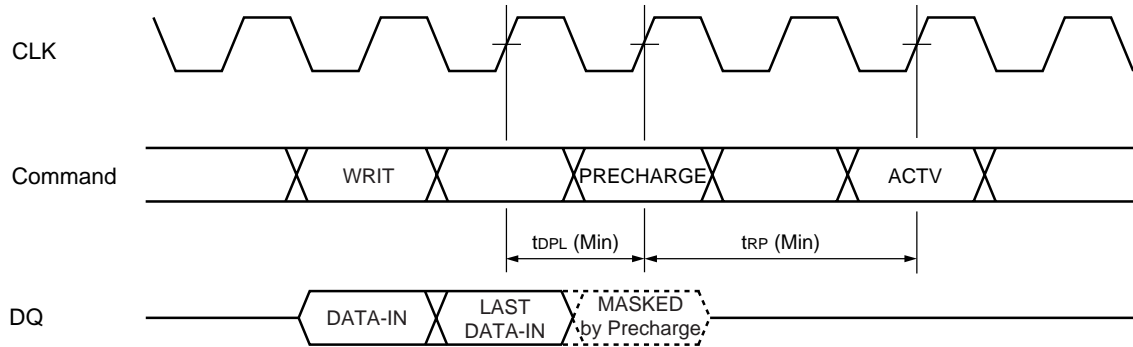 CLK
Command
WRIT
PRECHARGE
ACTV
tDPL (Min)
tRP (Min)
DQ
DATA-IN
LAST
DATA-IN
MASKED
by Precharge